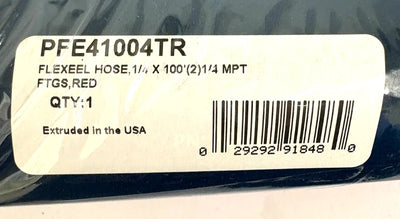 PFE41004TR
FLEXEEL HOSE,1/4 X 100'(2)1/4 MPT
FTGS,RED
QTY:1
Extruded in the USA
0 29292 91848 0